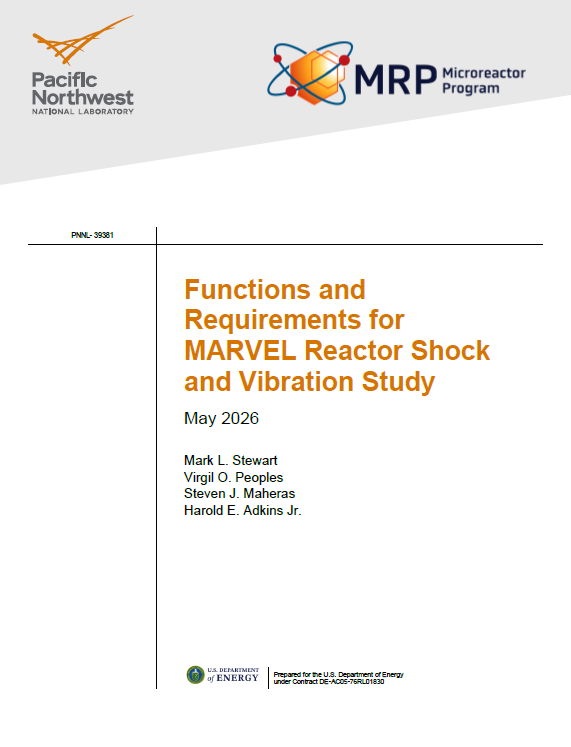 Pacific
Northwest
NATIONAL LABORATORY
MRP Microreactor
Program
PNNL- 39381
Functions and
Requirements for
MARVEL Reactor Shock
and Vibration Study
May 2026
Mark L. Stewart
Virgil O. Peoples
Steven J. Maheras
Harold E. Adkins Jr.
U.S. DEPARTMENT
of ENERGY
Prepared for the U.S. Department of Energy
under Contract DE-AC05-76RL01830